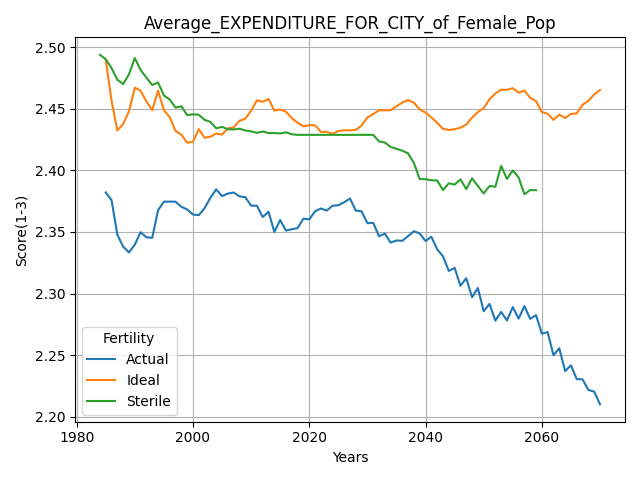 Average_EXPENDITURE_FOR_CITY_of_Female_Pop
2.50
2.45
2.40
2.35
2.30
2.25
2.20
Score(1-3)
Fertility
Actual
Ideal
Sterile
1980
2000
2020
2040
2060
Years